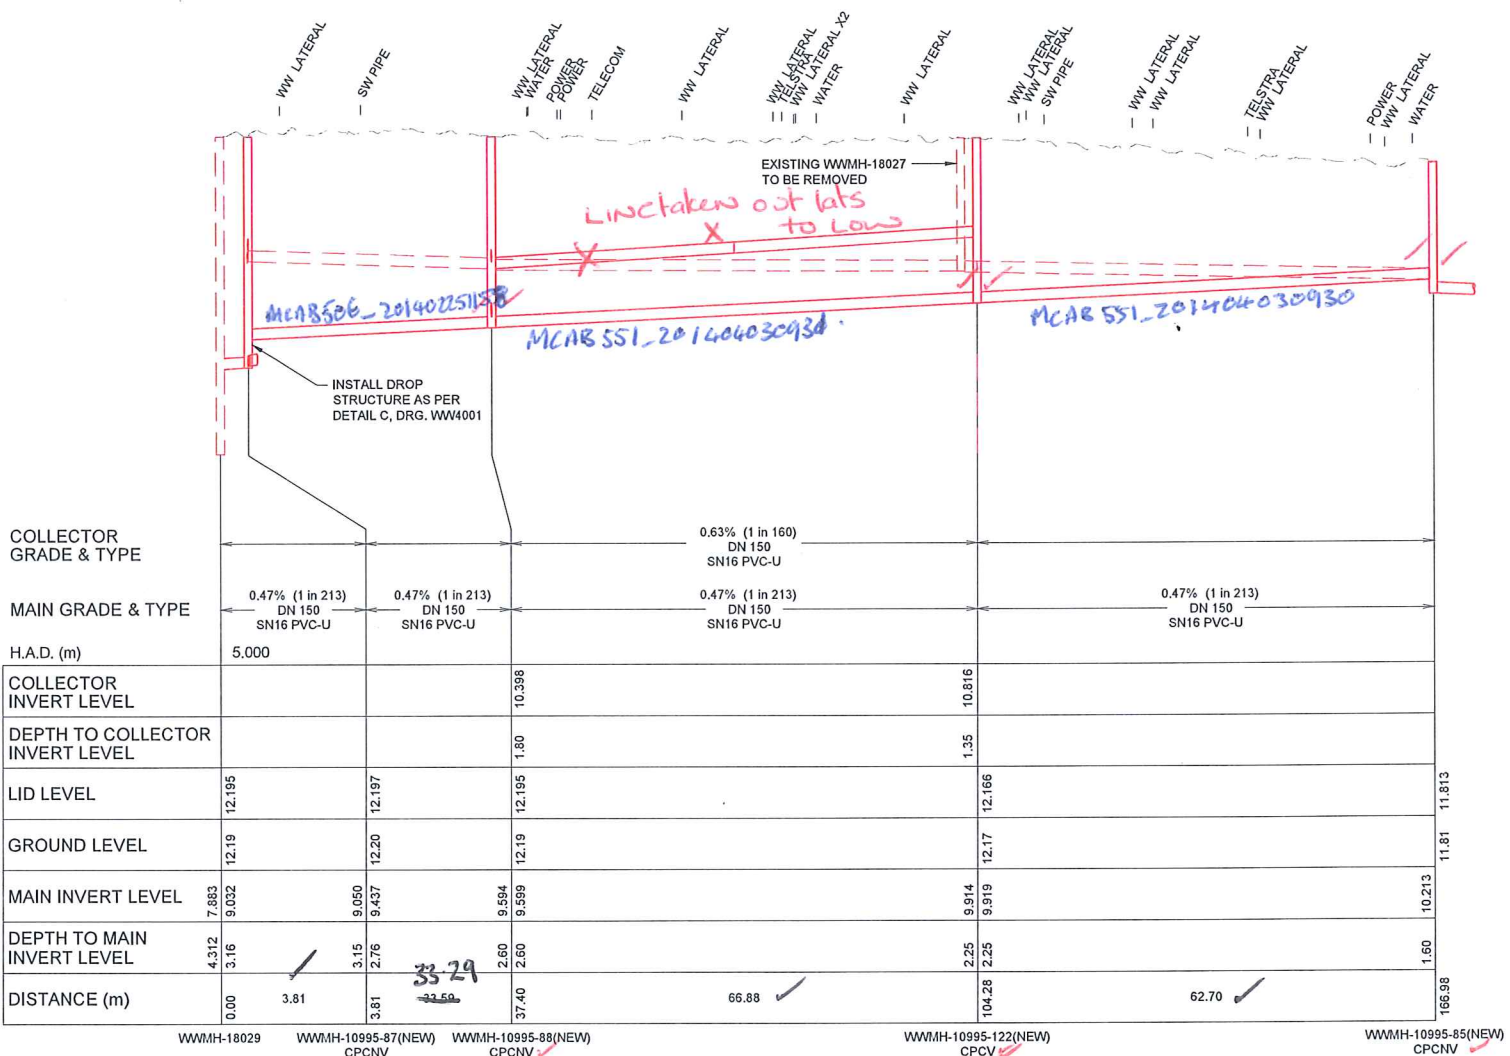 WW LATERAL
SW PIPE
WW LATERAL
WATER
POWER
POWER
TELECOM
WW LATERAL
WW LATERAL
TELSTRA
WW LATERAL X2
WATER
WW LATERAL
WW LATERAL
WW LATERAL
SW PIPE
WW LATERAL
WW LATERAL
TELSTRA
WW LATERAL
POWER
WW LATERAL
WATER
EXISTING WWMH-18027
TO BE REMOVED
LINE taken out lats
to Low
MCAB551_201404030930
INSTALL DROP
STRUCTURE AS PER
DETAIL C, DRG. WW4001
COLLECTOR
GRADE & TYPE
0.63% (1 in 160)
DN 150
SN16 PVC-U
MAIN GRADE & TYPE
0.47% (1 in 213)
DN 150
SN16 PVC-U
0.47% (1 in 213)
DN 150
SN16 PVC-U
0.47% (1 in 213)
DN 150
SN16 PVC-U
0.47% (1 in 213)
DN 150
SN16 PVC-U
H.A.D. (m) 5.000
COLLECTOR
INVERT LEVEL
10.398 10.816
DEPTH TO COLLECTOR
INVERT LEVEL
1.80 1.35
LID LEVEL 12.195 12.197 12.195 12.166 11.813
GROUND LEVEL 12.19 12.20 12.19 12.17 11.81
MAIN INVERT LEVEL 7.883 9.032 9.050 9.437 9.594 9.599 9.914 9.919 10.213
DEPTH TO MAIN
INVERT LEVEL
4.312 3.16 3.15 2.76 2.60 2.60 2.25 2.25 1.60
33.29
DISTANCE (m) 0.00 3.81 3.81 33.59 37.40 66.88 104.28 62.70 166.98
WWMH-18029 WWMH-10995-87(NEW) WWMH-10995-88(NEW) WWMH-10995-122(NEW) WWMH-10995-85(NEW)
CPCNV CPCNV CPCV CPCNV